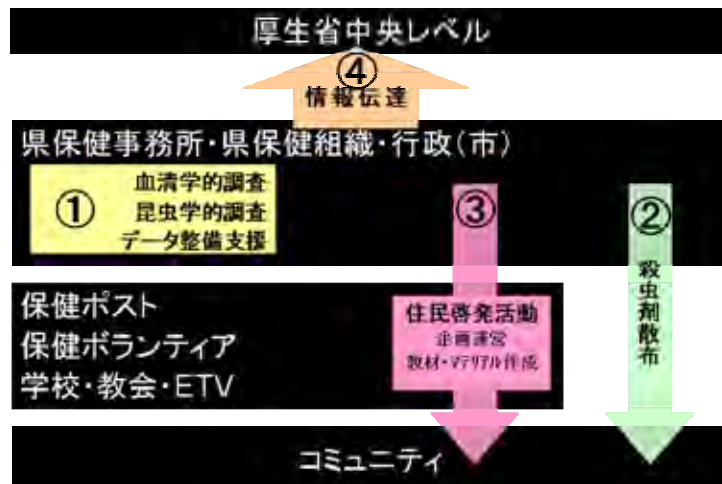 厚生省中央レベル
④
情報伝達
県保健事務所・県保健組織・行政(市)
①
血清学的調査
昆虫学的調査
データ整備支援
③
②
殺虫剤散布
保健ポスト
保健ボランティア
学校・教会・ETV
住民啓発活動
企画運営
教材・マテリアル作成
コミュニティ